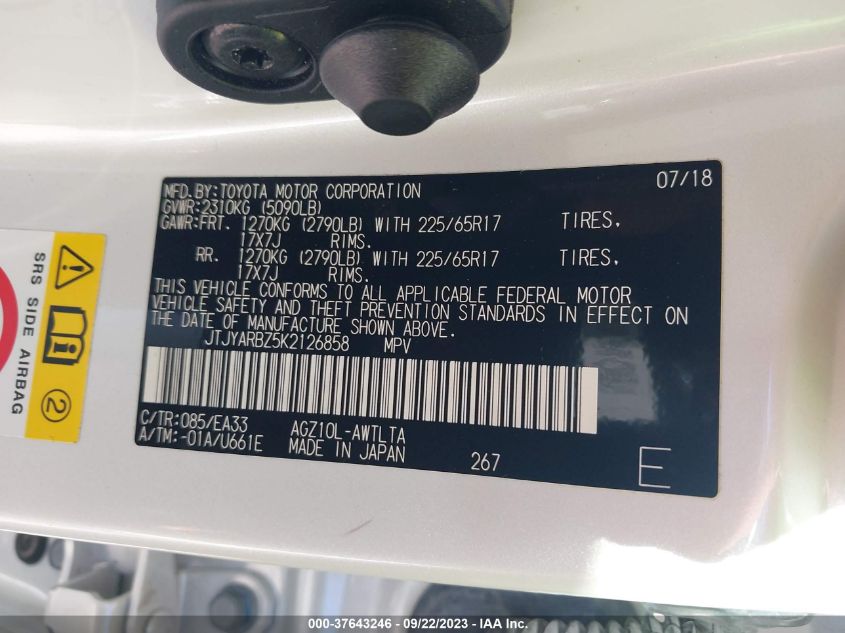 07/18
MFD.BY:TOYOTA MOTOR CORPORATION
GVWR:2310KG (5090LB)
GAWR:FRT. 1270KG (2790LB) WITH 225/65R17 TIRES,
17X7J RIMS.
RR. 1270KG (2790LB) WITH 225/65R17 TIRES,
17X7J RIMS.
THIS VEHICLE CONFORMS TO ALL APPLICABLE FEDERAL MOTOR
VEHICLE SAFETY AND THEFT PREVENTION STANDARDS IN EFFECT ON
THE DATE OF MANUFACTURE SHOWN ABOVE.
JTJYARBZ5K2126858 MPV
C/TR:085/EA33 AGZ10L-AWTLTA
A/TM:-01A/U661E MADE IN JAPAN 267 E
SRS SIDE AIRBAG
2
000-37643246 - 09/22/2023 - IAA Inc.